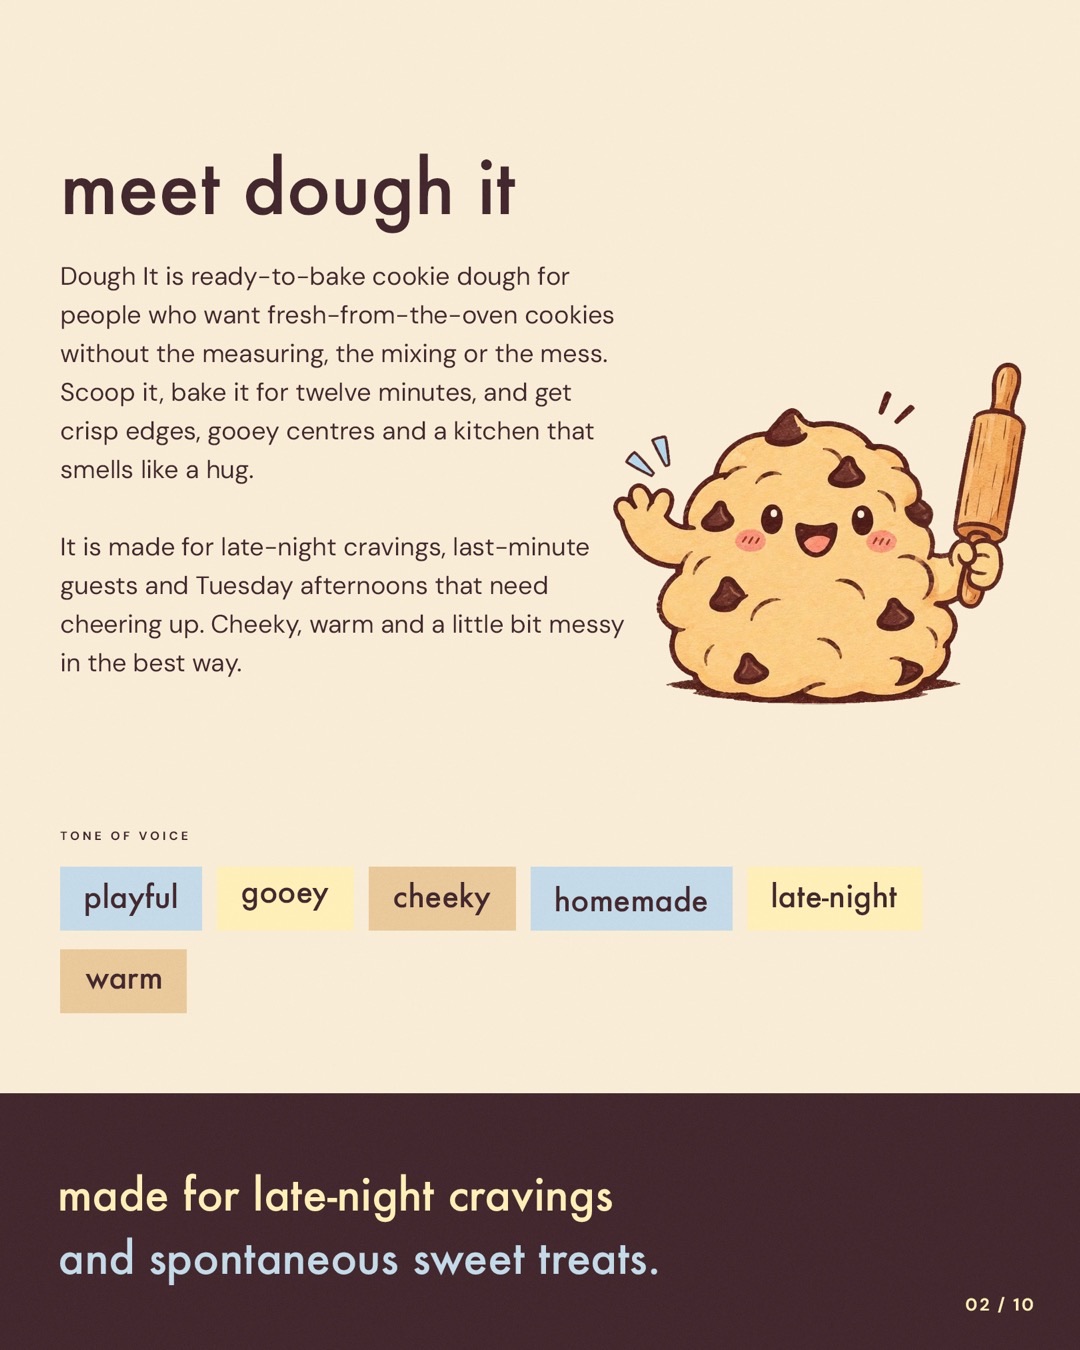 meet dough it
Dough It is ready-to-bake cookie dough for
people who want fresh-from-the-oven cookies
without the measuring, the mixing or the mess.
Scoop it, bake it for twelve minutes, and get
crisp edges, gooey centres and a kitchen that
smells like a hug.
It is made for late-night cravings, last-minute
guests and Tuesday afternoons that need
cheering up. Cheeky, warm and a little bit messy
in the best way.
TONE OF VOICE
playful gooey cheeky homemade late-night
warm
made for late-night cravings
and spontaneous sweet treats.
02 / 10